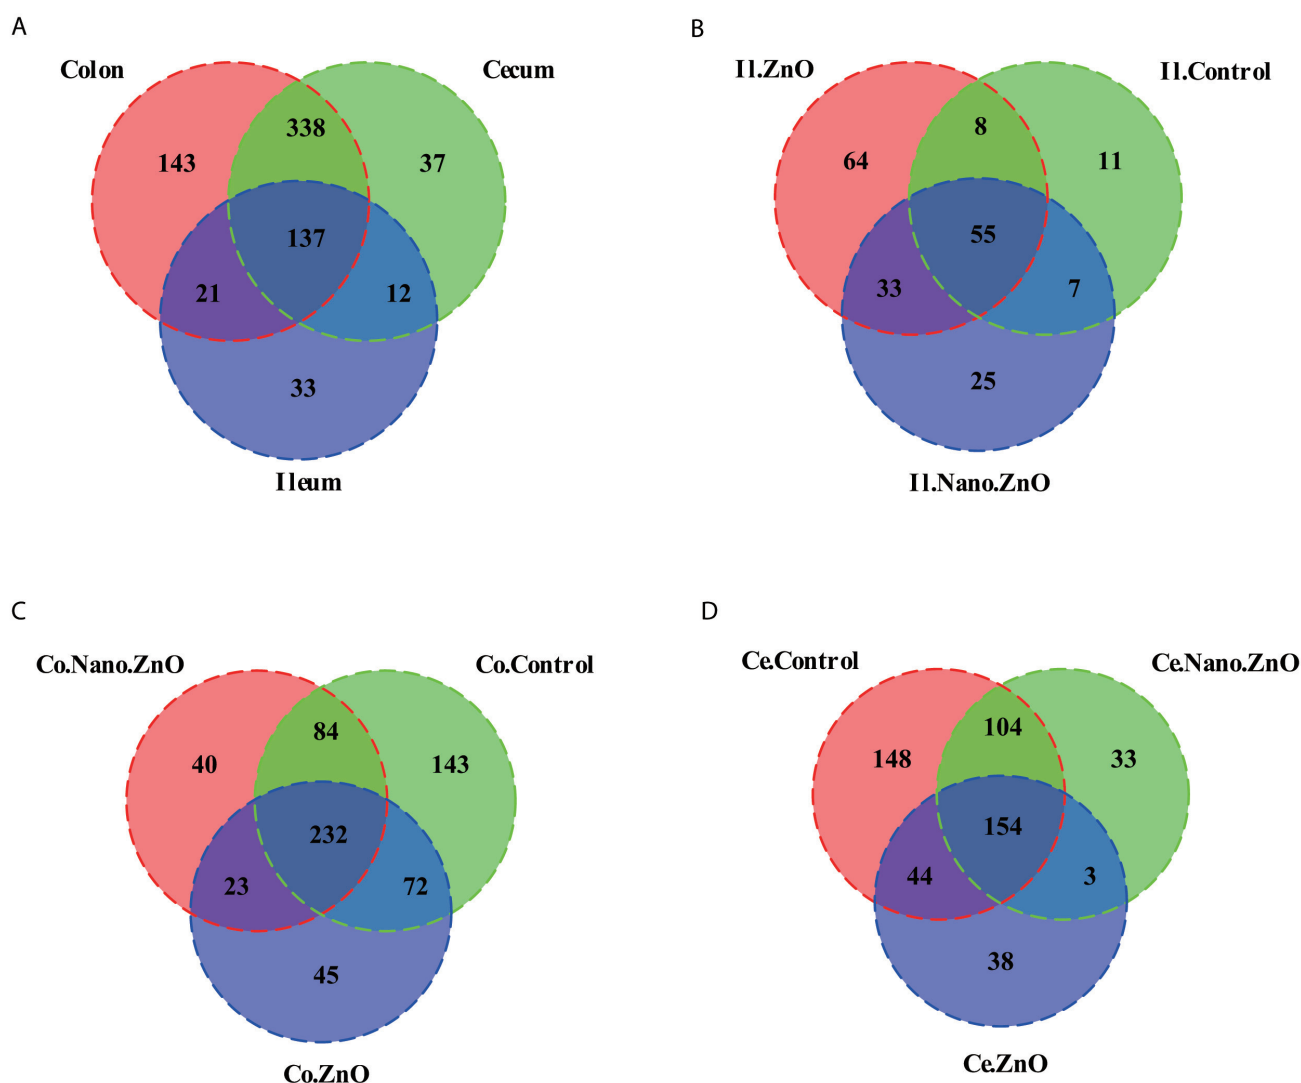 A
B
Colon
Cecum
Il.ZnO
Il.Control
338
8
143
37
64
11
137
55
21
12
33
7
33
25
Ileum
Il.Nano.ZnO
C
D
Co.Nano.ZnO
Co.Control
Ce.Control
Ce.Nano.ZnO
84
104
40
143
148
33
232
154
23
72
44
3
45
38
Co.ZnO
Ce.ZnO